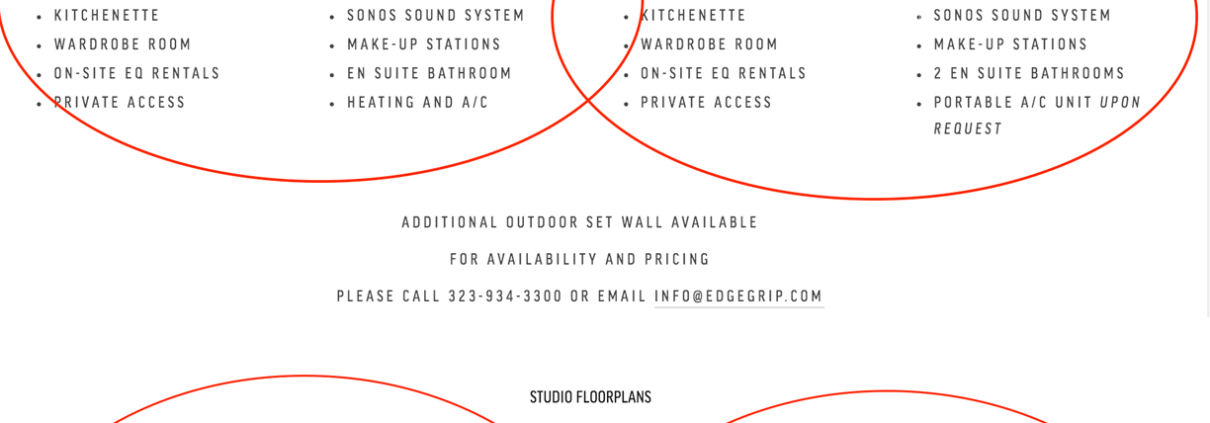 KITCHENETTE
WARDROBE ROOM
ON-SITE EQ RENTALS
PRIVATE ACCESS
SONOS SOUND SYSTEM
MAKE-UP STATIONS
EN SUITE BATHROOM
HEATING AND A/C
KITCHENETTE
WARDROBE ROOM
ON-SITE EQ RENTALS
PRIVATE ACCESS
SONOS SOUND SYSTEM
MAKE-UP STATIONS
2 EN SUITE BATHROOMS
PORTABLE A/C UNIT UPON
REQUEST
ADDITIONAL OUTDOOR SET WALL AVAILABLE
FOR AVAILABILITY AND PRICING
PLEASE CALL 323-934-3300 OR EMAIL INFO@EDGEGRIP.COM
STUDIO FLOORPLANS